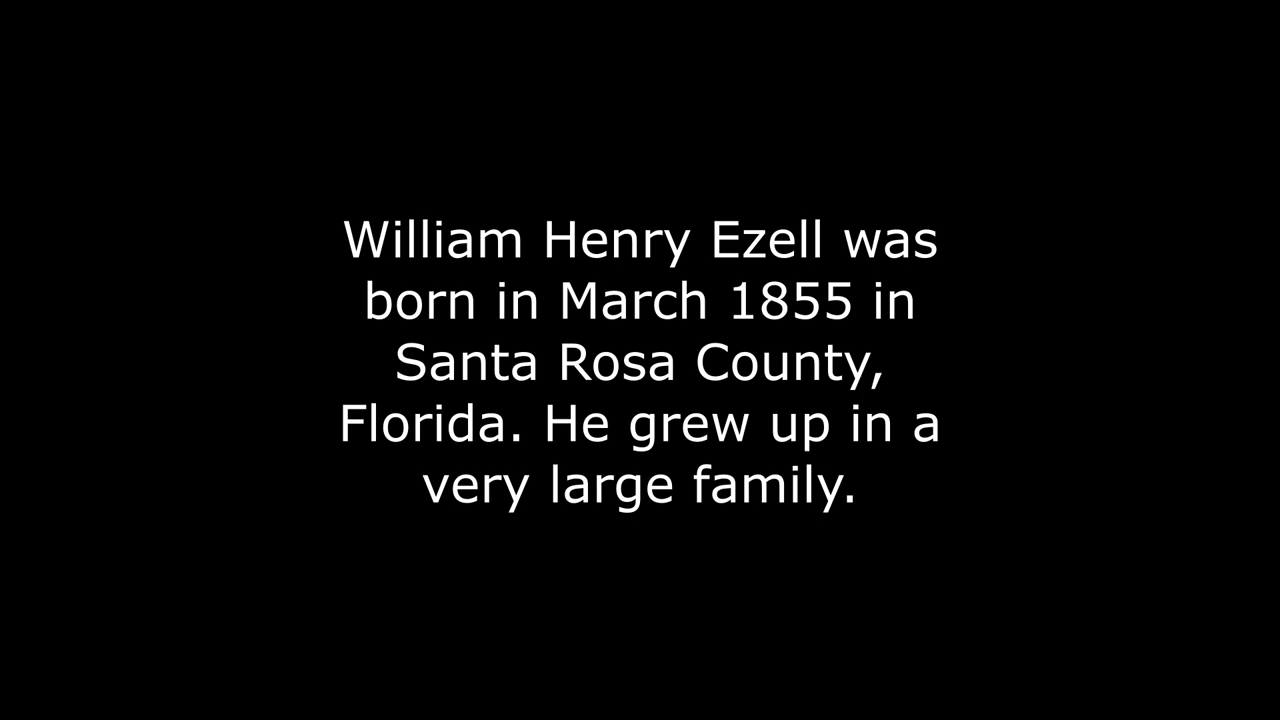 William Henry Ezell was
born in March 1855 in
Santa Rosa County,
Florida. He grew up in a
very large family.